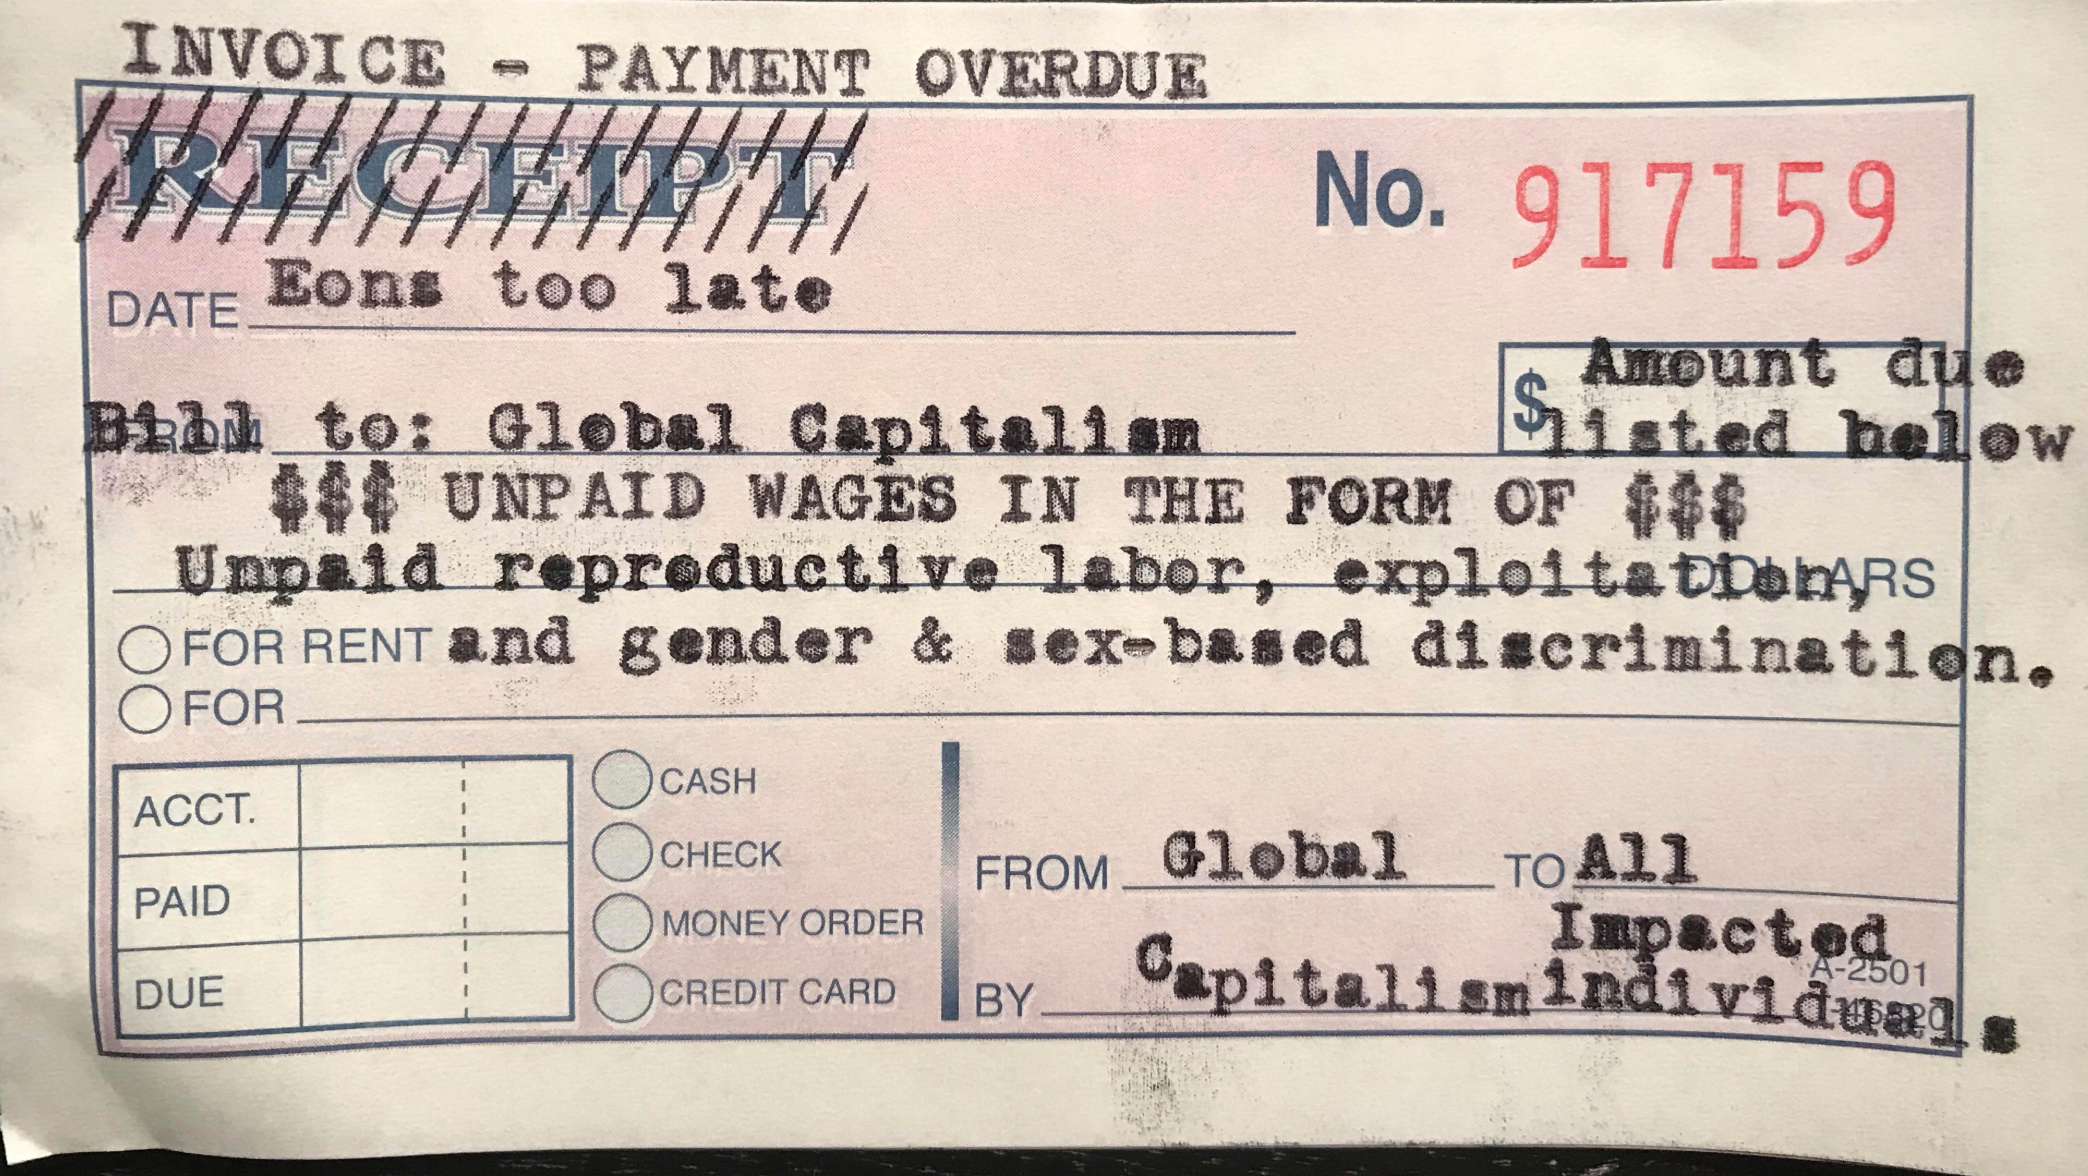 INVOICE - PAYMENT OVERDUE
RECEIPT
No. 917159
DATE Eons too late
$ Amount due
listed below
FROM Bill to: Global Capitalism
$$$ UNPAID WAGES IN THE FORM OF $$$
Unpaid reproductive labor, exploitation, DOLLARS
FOR RENT and gender & sex-based discrimination.
FOR
ACCT.
PAID
DUE
CASH
CHECK
MONEY ORDER
CREDIT CARD
FROM Global TO All
Impacted
A-2501
BY Capitalism individuals